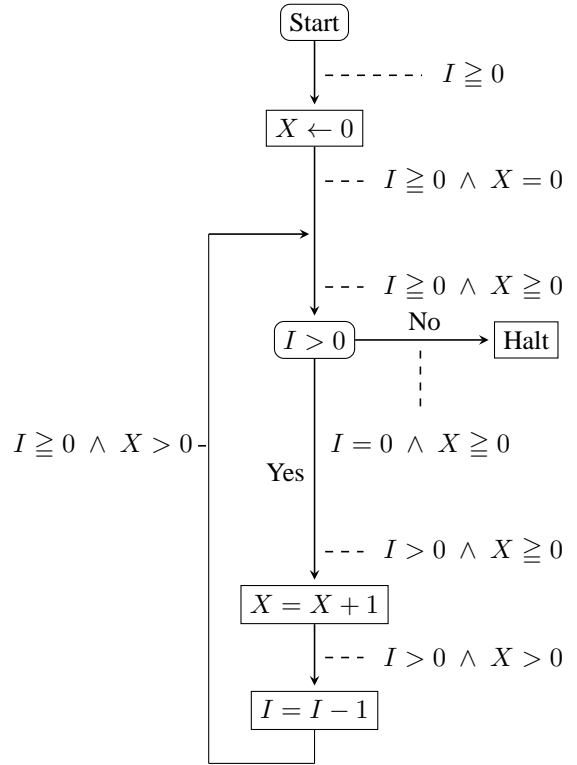 Start
I ≧ 0
X ← 0
I ≧ 0 ∧ X = 0
I ≧ 0 ∧ X ≧ 0
I > 0
No
Halt
I ≧ 0 ∧ X > 0
I = 0 ∧ X ≧ 0
Yes
I > 0 ∧ X ≧ 0
X = X + 1
I > 0 ∧ X > 0
I = I − 1